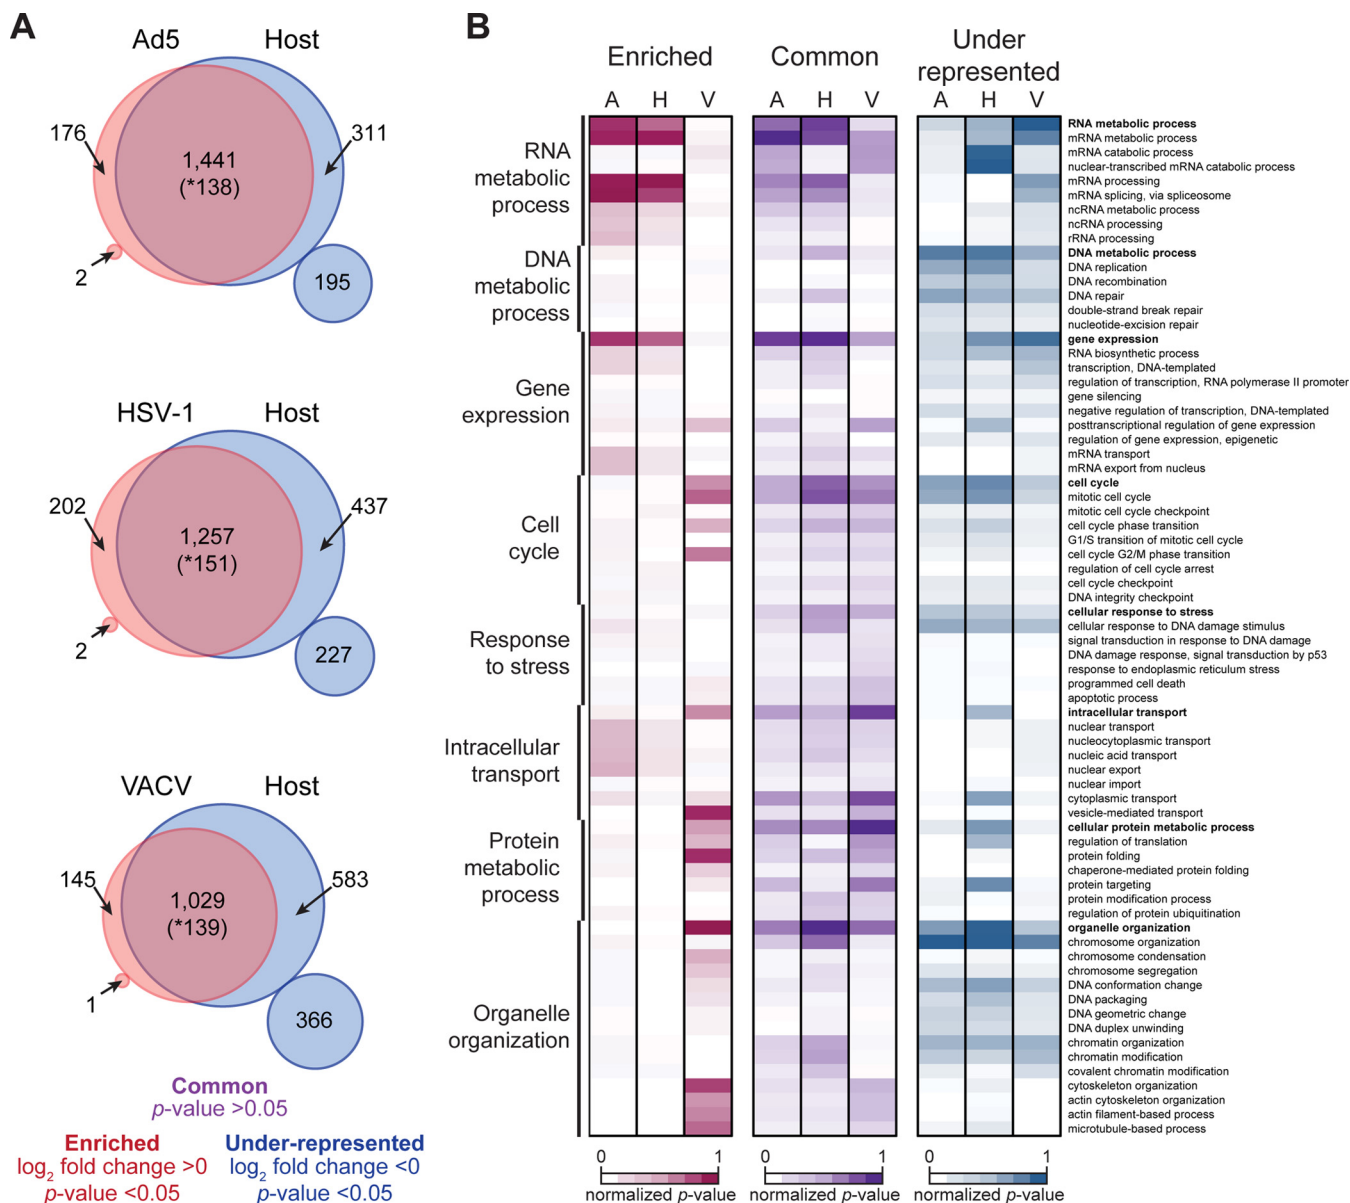 A
Ad5 Host
176
311
1,441
(*138)
2
195
HSV-1 Host
202
437
1,257
(*151)
2
227
VACV Host
145
583
1,029
(*139)
1
366
Common
p-value >0.05
Enriched
log2 fold change >0
p-value <0.05
Under-represented
log2 fold change <0
p-value <0.05
B
Enriched
Common
Under
represented
A H V
A H V
A H V
RNA
metabolic
process
DNA
metabolic
process
Gene
expression
Cell
cycle
Response
to stress
Intracellular
transport
Protein
metabolic
process
Organelle
organization
RNA metabolic process
mRNA metabolic process
mRNA catabolic process
nuclear-transcribed mRNA catabolic process
mRNA processing
mRNA splicing, via spliceosome
ncRNA metabolic process
ncRNA processing
rRNA processing
DNA metabolic process
DNA replication
DNA recombination
DNA repair
double-strand break repair
nucleotide-excision repair
gene expression
RNA biosynthetic process
transcription, DNA-templated
regulation of transcription, RNA polymerase II promoter
gene silencing
negative regulation of transcription, DNA-templated
posttranscriptional regulation of gene expression
regulation of gene expression, epigenetic
mRNA transport
mRNA export from nucleus
cell cycle
mitotic cell cycle
mitotic cell cycle checkpoint
cell cycle phase transition
G1/S transition of mitotic cell cycle
cell cycle G2/M phase transition
regulation of cell cycle arrest
cell cycle checkpoint
DNA integrity checkpoint
cellular response to stress
cellular response to DNA damage stimulus
signal transduction in response to DNA damage
DNA damage response, signal transduction by p53
response to endoplasmic reticulum stress
programmed cell death
apoptotic process
intracellular transport
nuclear transport
nucleocytoplasmic transport
nucleic acid transport
nuclear export
nuclear import
cytoplasmic transport
vesicle-mediated transport
cellular protein metabolic process
regulation of translation
protein folding
chaperone-mediated protein folding
protein targeting
protein modification process
regulation of protein ubiquitination
organelle organization
chromosome organization
chromosome condensation
chromosome segregation
DNA conformation change
DNA packaging
DNA geometric change
DNA duplex unwinding
chromatin organization
chromatin modification
covalent chromatin modification
cytoskeleton organization
actin cytoskeleton organization
actin filament-based process
microtubule-based process
0 1
normalized p-value
0 1
normalized p-value
0 1
normalized p-value